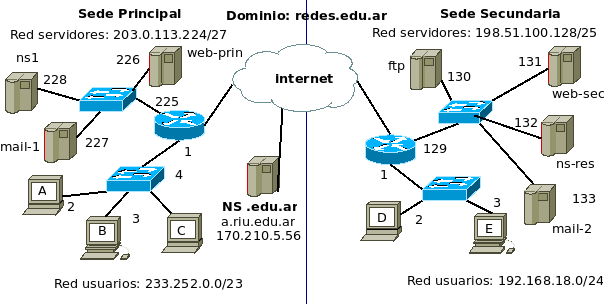 Sede Principal
Dominio: redes.edu.ar
Sede Secundaria
Red servidores: 203.0.113.224/27
Red servidores: 198.51.100.128/25
ns1
228
226
web-prin
225
mail-1
227
1
4
A
2
B
3
C
Red usuarios: 233.252.0.0/23
internet
NS .edu.ar
a.riu.edu.ar
170.210.5.56
ftp
130
131
web-sec
132
ns-res
129
1
133
mail-2
D
2
3
E
Red usuarios: 192.168.18.0/24